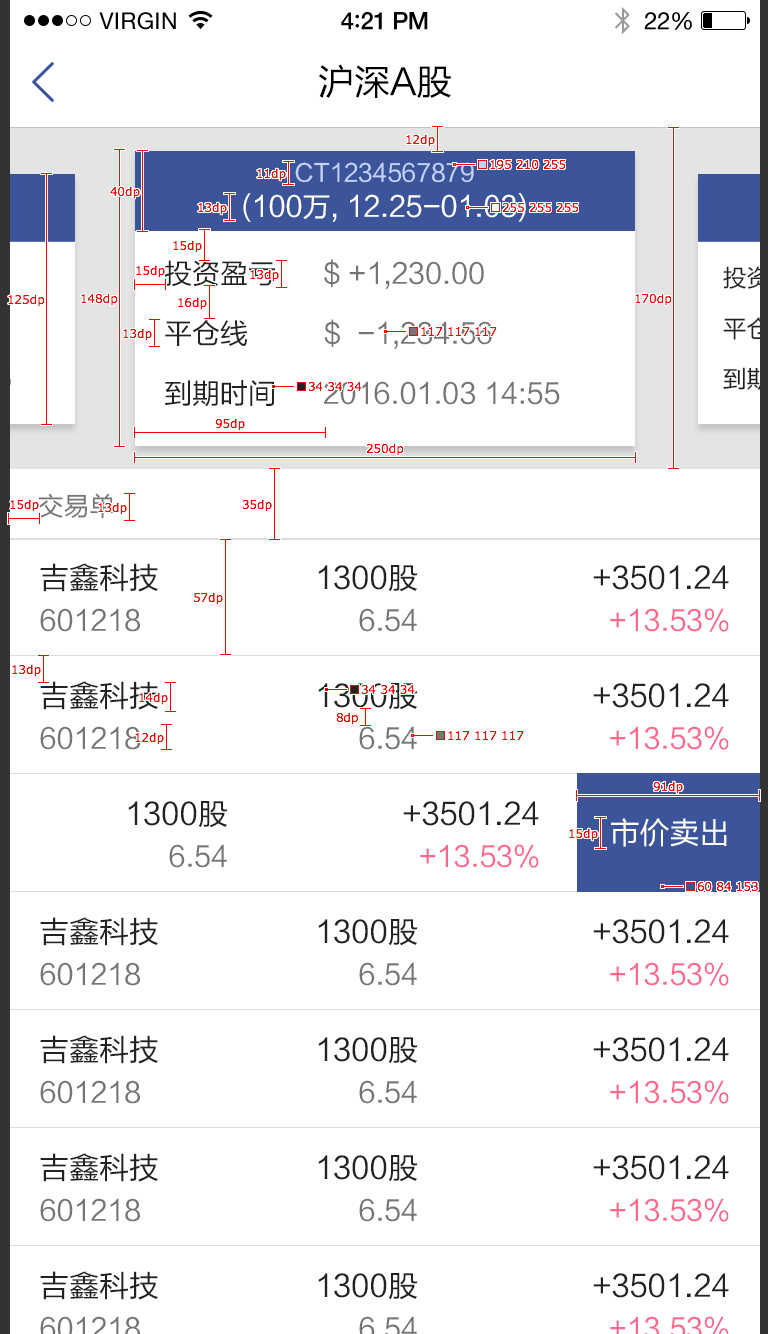 VIRGIN 4:21 PM 22%
沪深A股
12dp
11dp CT1234567879 195 210 255
40dp
13dp (100万, 12.25-01.03) 255 255 255
15dp
15dp 投资盈亏 13dp $ +1,230.00 投资
16dp
125dp 148dp 170dp
13dp 平仓线 $ -1,234.56 117 117 117 平仓
到期时间 34 34 34 2016.01.03 14:55 到期
95dp
250dp
15dp 交易单 13dp 35dp
吉鑫科技 1300股 +3501.24
57dp
601218 6.54 +13.53%
13dp
吉鑫科技 14dp 1300股 34 34 34 +3501.24
8dp
601218 12dp 6.54 117 117 117 +13.53%
91dp
1300股 +3501.24 15dp 市价卖出
6.54 +13.53%
60 84 153
吉鑫科技 1300股 +3501.24
601218 6.54 +13.53%
吉鑫科技 1300股 +3501.24
601218 6.54 +13.53%
吉鑫科技 1300股 +3501.24
601218 6.54 +13.53%
吉鑫科技 1300股 +3501.24
601218 6.54 +13.53%